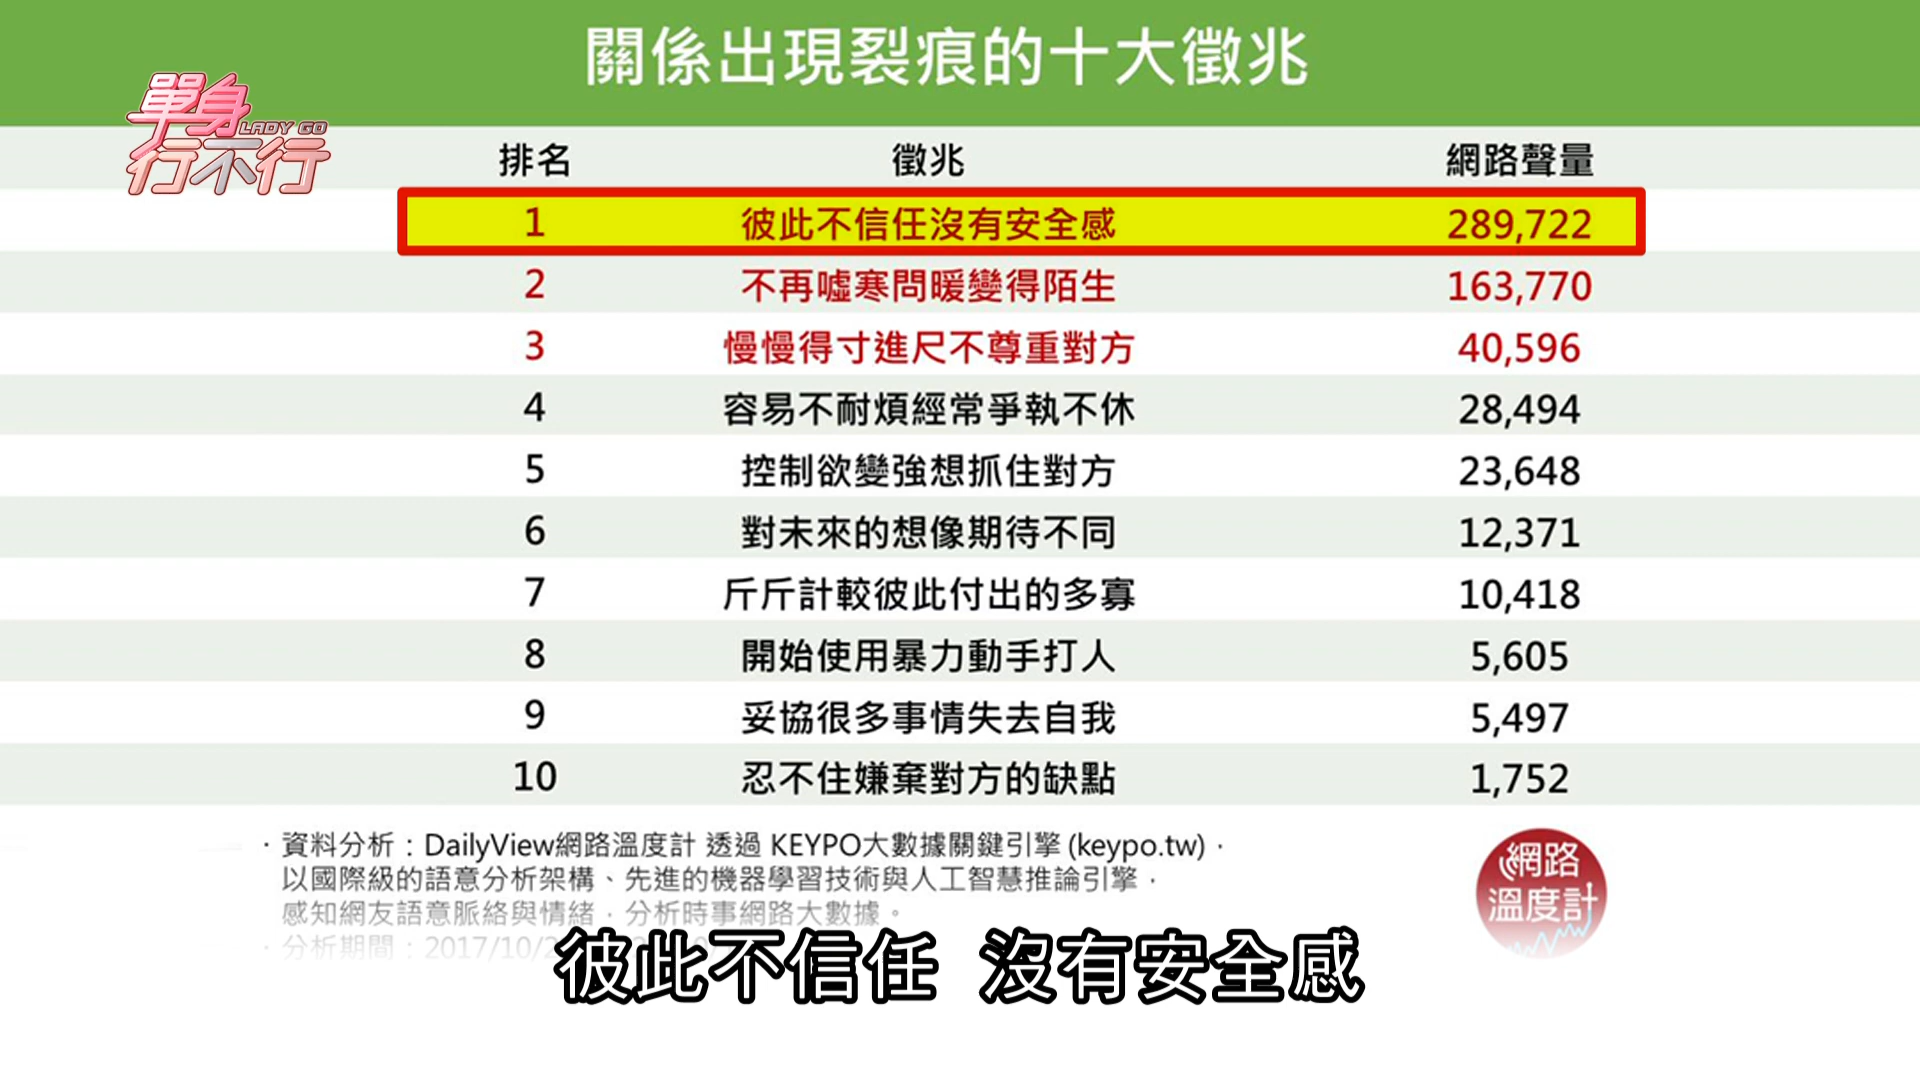 關係出現裂痕的十大徵兆
單身
LADY GO
行不行
排名 徵兆 網路聲量
1 彼此不信任沒有安全感 289,722
2 不再噓寒問暖變得陌生 163,770
3 慢慢得寸進尺不尊重對方 40,596
4 容易不耐煩經常爭執不休 28,494
5 控制欲變強想抓住對方 23,648
6 對未來的想像期待不同 12,371
7 斤斤計較彼此付出的多寡 10,418
8 開始使用暴力動手打人 5,605
9 妥協很多事情失去自我 5,497
10 忍不住嫌棄對方的缺點 1,752
．資料分析：DailyView網路溫度計 透過 KEYPO大數據關鍵引擎 (keypo.tw)，
以國際級的語意分析架構、先進的機器學習技術與人工智慧推論引擎，
感知網友語意脈絡與情緒，分析時事網路大數據。
．分析期間：2017/10/2
網路
溫度計
彼此不信任 沒有安全感